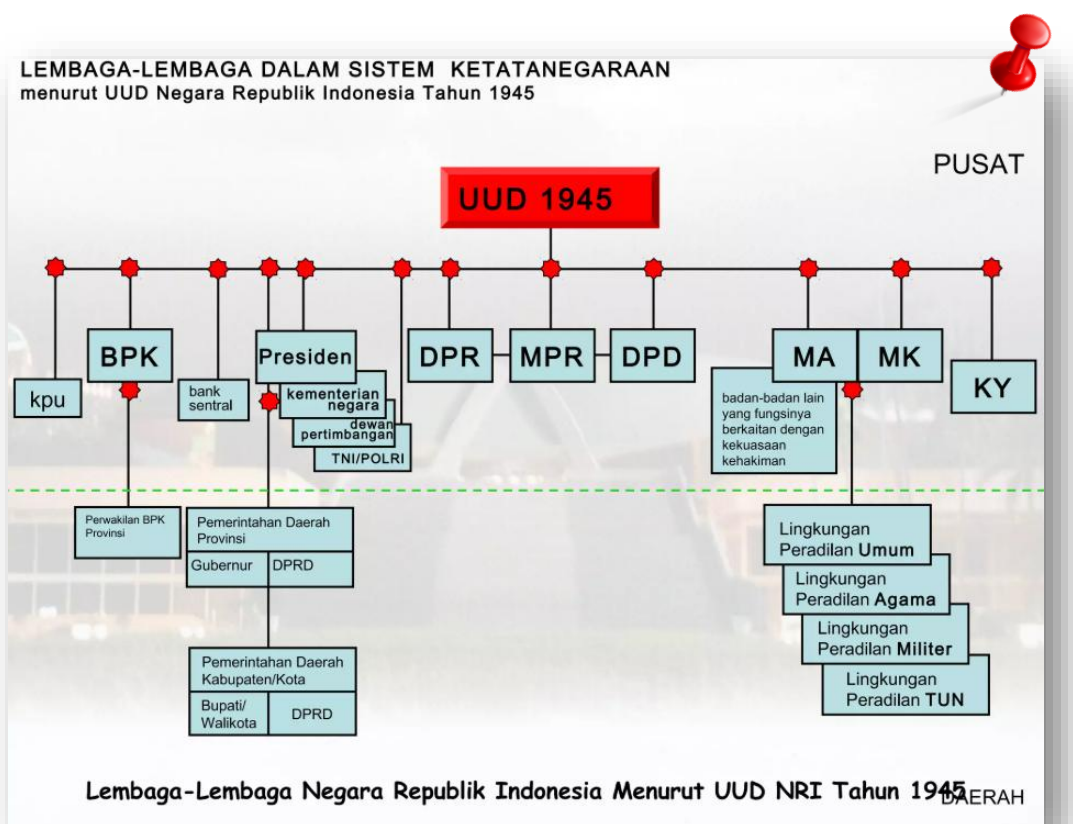 LEMBAGA-LEMBAGA DALAM SISTEM KETATANEGARAAN
menurut UUD Negara Republik Indonesia Tahun 1945
PUSAT
UUD 1945
kpu
BPK
bank
sentral
Presiden
kementerian
negara
dewan
pertimbangan
TNI/POLRI
DPR
MPR
DPD
MA
MK
KY
badan-badan lain
yang fungsinya
berkaitan dengan
kekuasaan
kehakiman
Perwakilan BPK
Provinsi
Pemerintahan Daerah
Provinsi
Gubernur
DPRD
Pemerintahan Daerah
Kabupaten/Kota
Bupati/
Walikota
DPRD
Lingkungan
Peradilan Umum
Lingkungan
Peradilan Agama
Lingkungan
Peradilan Militer
Lingkungan
Peradilan TUN
Lembaga-Lembaga Negara Republik Indonesia Menurut UUD NRI Tahun 1945
DAERAH